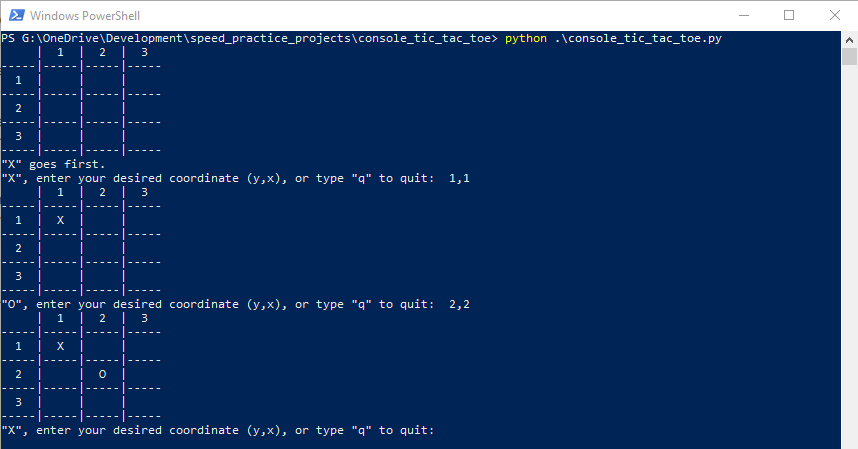 Windows PowerShell
PS G:\OneDrive\Development\speed_practice_projects\console_tic_tac_toe> python .\console_tic_tac_toe.py
     |  1  |  2  |  3
-----|-----|-----|-----
  1  |     |     |
-----|-----|-----|-----
  2  |     |     |
-----|-----|-----|-----
  3  |     |     |
-----|-----|-----|-----
"X" goes first.
"X", enter your desired coordinate (y,x), or type "q" to quit:  1,1
     |  1  |  2  |  3
-----|-----|-----|-----
  1  |  X  |     |
-----|-----|-----|-----
  2  |     |     |
-----|-----|-----|-----
  3  |     |     |
-----|-----|-----|-----
"O", enter your desired coordinate (y,x), or type "q" to quit:  2,2
     |  1  |  2  |  3
-----|-----|-----|-----
  1  |  X  |     |
-----|-----|-----|-----
  2  |     |  O  |
-----|-----|-----|-----
  3  |     |     |
-----|-----|-----|-----
"X", enter your desired coordinate (y,x), or type "q" to quit: